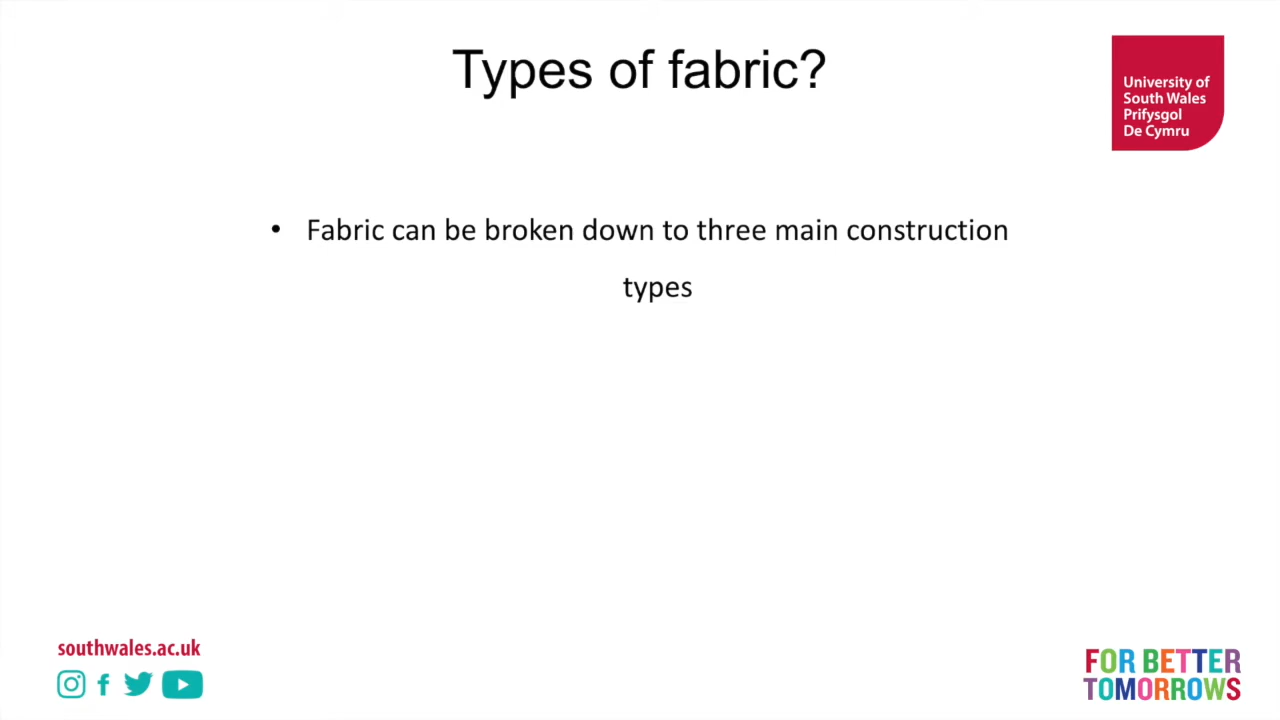 Types of fabric?
University of
South Wales
Prifysgol
De Cymru
• Fabric can be broken down to three main construction
types
southwales.ac.uk
FOR BETTER
TOMORROWS